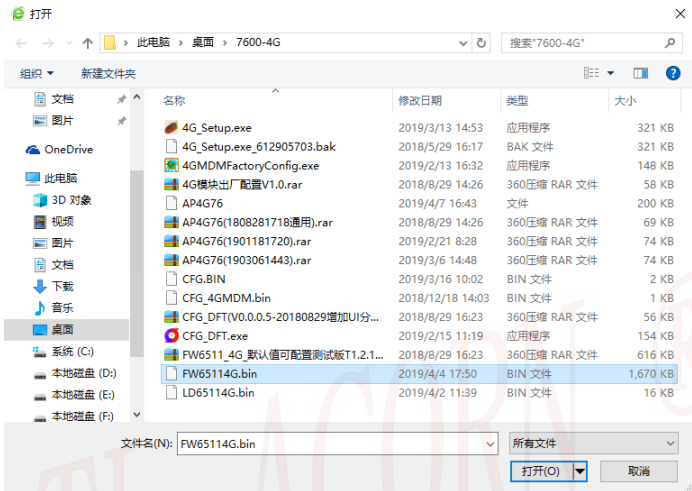 打开
此电脑 > 桌面 > 7600-4G
搜索"7600-4G"
组织 新建文件夹
名称 修改日期 类型 大小
文档
图片
OneDrive
此电脑
3D 对象
视频
图片
文档
下载
音乐
桌面
系统 (C:)
本地磁盘 (D:)
本地磁盘 (E:)
本地磁盘 (F:)
4G_Setup.exe 2019/3/13 14:53 应用程序 321 KB
4G_Setup.exe_612905703.bak 2018/5/29 16:17 BAK 文件 321 KB
4GMDMFactoryConfig.exe 2019/2/13 16:32 应用程序 148 KB
4G模块出厂配置V1.0.rar 2018/8/29 14:26 360压缩 RAR 文件 58 KB
AP4G76 2019/4/7 16:43 文件 200 KB
AP4G76(1808281718通用).rar 2018/8/29 14:26 360压缩 RAR 文件 69 KB
AP4G76(1901181720).rar 2019/2/21 8:28 360压缩 RAR 文件 74 KB
AP4G76(1903061443).rar 2019/3/6 14:48 360压缩 RAR 文件 74 KB
CFG.BIN 2019/3/16 10:02 BIN 文件 2 KB
CFG_4GMDM.bin 2018/12/18 14:03 BIN 文件 1 KB
CFG_DFT(V0.0.0.5-20180829增加UI分... 2018/8/29 16:23 360压缩 RAR 文件 56 KB
CFG_DFT.exe 2019/2/15 11:19 应用程序 154 KB
FW6511_4G_默认值可配置测试版T1.2.1... 2018/8/29 16:23 360压缩 RAR 文件 616 KB
FW65114G.bin 2019/4/4 17:50 BIN 文件 1,670 KB
LD65114G.bin 2019/4/2 11:39 BIN 文件 16 KB
文件名(N): FW65114G.bin 所有文件
打开(O) 取消